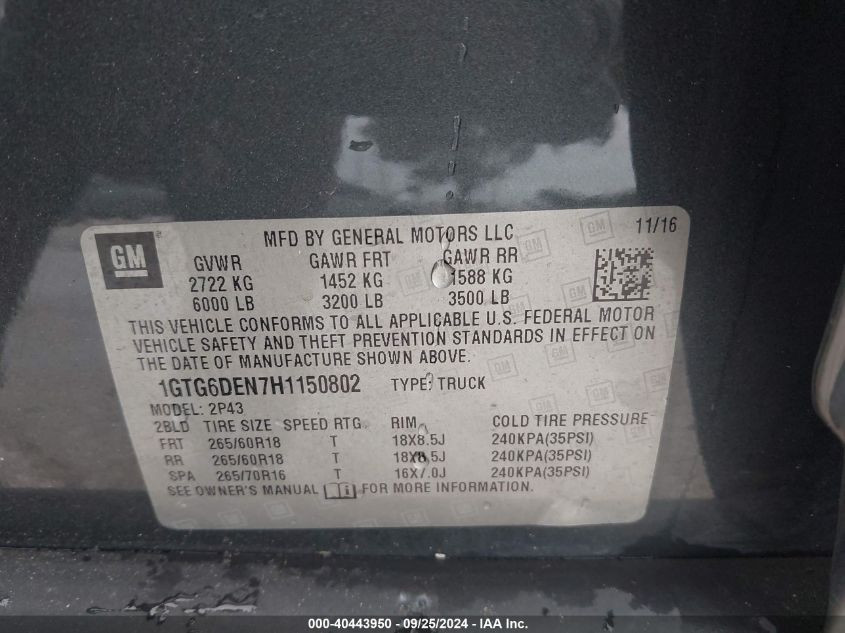 GM
MFD BY GENERAL MOTORS LLC 11/16
GVWR GAWR FRT GAWR RR
2722 KG 1452 KG 1588 KG
6000 LB 3200 LB 3500 LB
THIS VEHICLE CONFORMS TO ALL APPLICABLE U.S. FEDERAL MOTOR
VEHICLE SAFETY AND THEFT PREVENTION STANDARDS IN EFFECT ON
THE DATE OF MANUFACTURE SHOWN ABOVE.
1GTG6DEN7H1150802 TYPE: TRUCK
MODEL: 2P43
2BLD TIRE SIZE SPEED RTG RIM COLD TIRE PRESSURE
FRT 265/60R18 T 18X8.5J 240KPA(35PSI)
RR 265/60R18 T 18X8.5J 240KPA(35PSI)
SPA 265/70R16 T 16X7.0J 240KPA(35PSI)
SEE OWNER'S MANUAL FOR MORE INFORMATION.
000-40443950 - 09/25/2024 - IAA Inc.